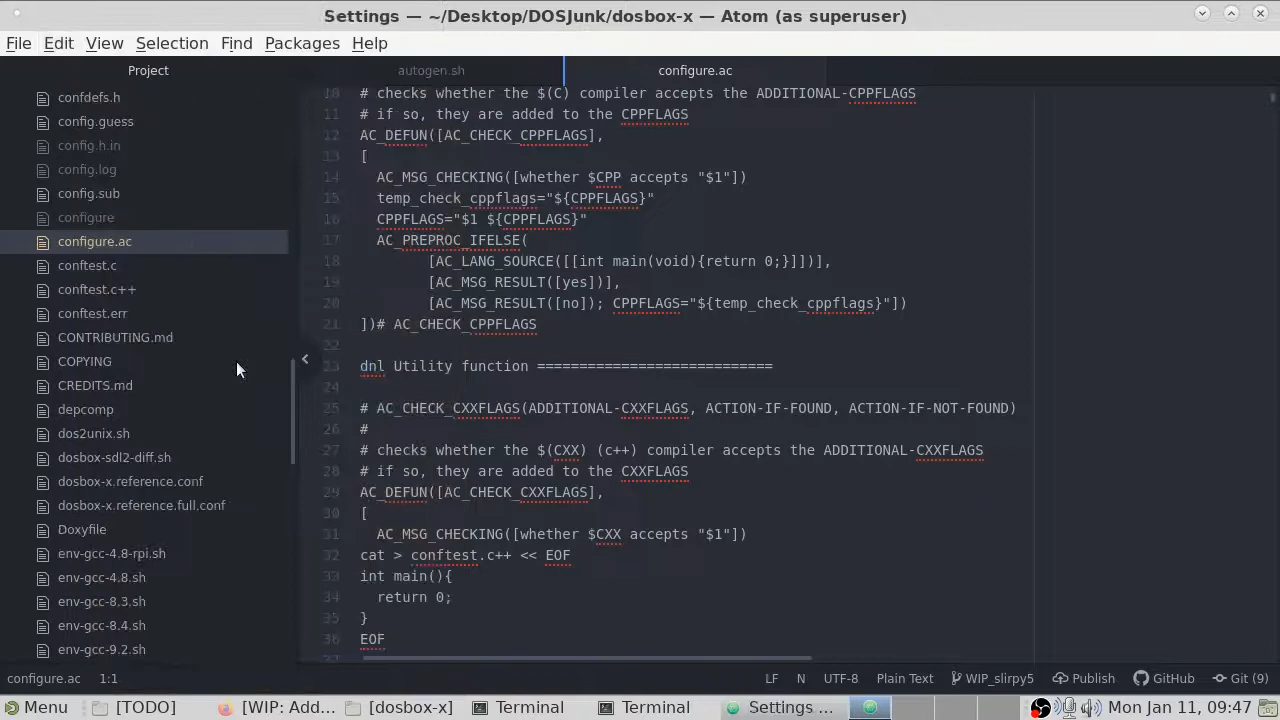 Settings — ~/Desktop/DOSJunk/dosbox-x — Atom (as superuser)
File Edit View Selection Find Packages Help
Project
autogen.sh
configure.ac
confdefs.h
config.guess
config.h.in
config.log
config.sub
configure
configure.ac
conftest.c
conftest.c++
conftest.err
CONTRIBUTING.md
COPYING
CREDITS.md
depcomp
dos2unix.sh
dosbox-sdl2-diff.sh
dosbox-x.reference.conf
dosbox-x.reference.full.conf
Doxyfile
env-gcc-4.8-rpi.sh
env-gcc-4.8.sh
env-gcc-8.3.sh
env-gcc-8.4.sh
env-gcc-9.2.sh
10 # checks whether the $(C) compiler accepts the ADDITIONAL-CPPFLAGS
11 # if so, they are added to the CPPFLAGS
12 AC_DEFUN([AC_CHECK_CPPFLAGS],
13 [
14 AC_MSG_CHECKING([whether $CPP accepts "$1"])
15 temp_check_cppflags="${CPPFLAGS}"
16 CPPFLAGS="$1 ${CPPFLAGS}"
17 AC_PREPROC_IFELSE(
18 [AC_LANG_SOURCE([[int main(void){return 0;}]])],
19 [AC_MSG_RESULT([yes])],
20 [AC_MSG_RESULT([no]); CPPFLAGS="${temp_check_cppflags}"])
21 ])# AC_CHECK_CPPFLAGS
22
23 dnl Utility function ============================
24
25 # AC_CHECK_CXXFLAGS(ADDITIONAL-CXXFLAGS, ACTION-IF-FOUND, ACTION-IF-NOT-FOUND)
26 #
27 # checks whether the $(CXX) (c++) compiler accepts the ADDITIONAL-CXXFLAGS
28 # if so, they are added to the CXXFLAGS
29 AC_DEFUN([AC_CHECK_CXXFLAGS],
30 [
31 AC_MSG_CHECKING([whether $CXX accepts "$1"])
32 cat > conftest.c++ << EOF
33 int main(){
34 return 0;
35 }
36 EOF
37
configure.ac 1:1 LF N UTF-8 Plain Text WIP_slirpy5 Publish GitHub Git (9)
Menu [TODO] [WIP: Add... [dosbox-x] Terminal Terminal Settings ... Mon Jan 11, 09:47